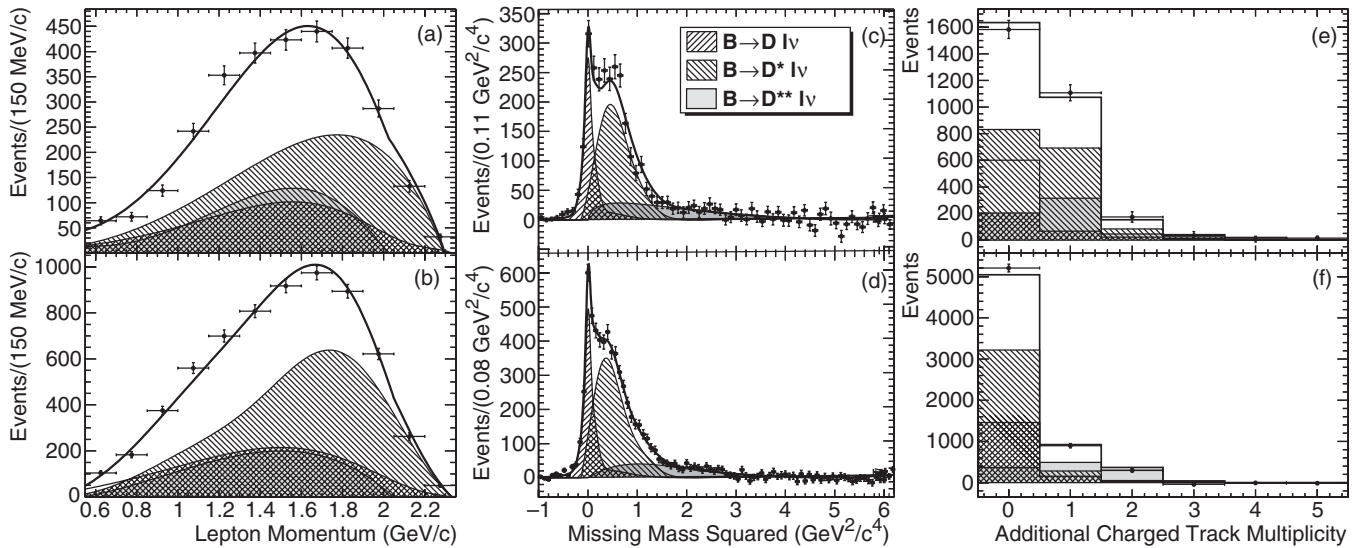 Events/(150 MeV/c)
450
400
350
300
250
200
150
100
50
(a)
Events/(150 MeV/c)
1000
800
600
400
200
0
(b)
0.6 0.8 1 1.2 1.4 1.6 1.8 2 2.2
Lepton Momentum (GeV/c)
Events/(0.11 GeV²/c⁴)
350
300
250
200
150
100
50
0
(c)
B→D lν
B→D* lν
B→D** lν
Events/(0.08 GeV²/c⁴)
600
500
400
300
200
100
0
(d)
−1 0 1 2 3 4 5 6
Missing Mass Squared (GeV²/c⁴)
Events
1600
1400
1200
1000
800
600
400
200
0
(e)
Events
5000
4000
3000
2000
1000
0
(f)
0 1 2 3 4 5
Additional Charged Track Multiplicity